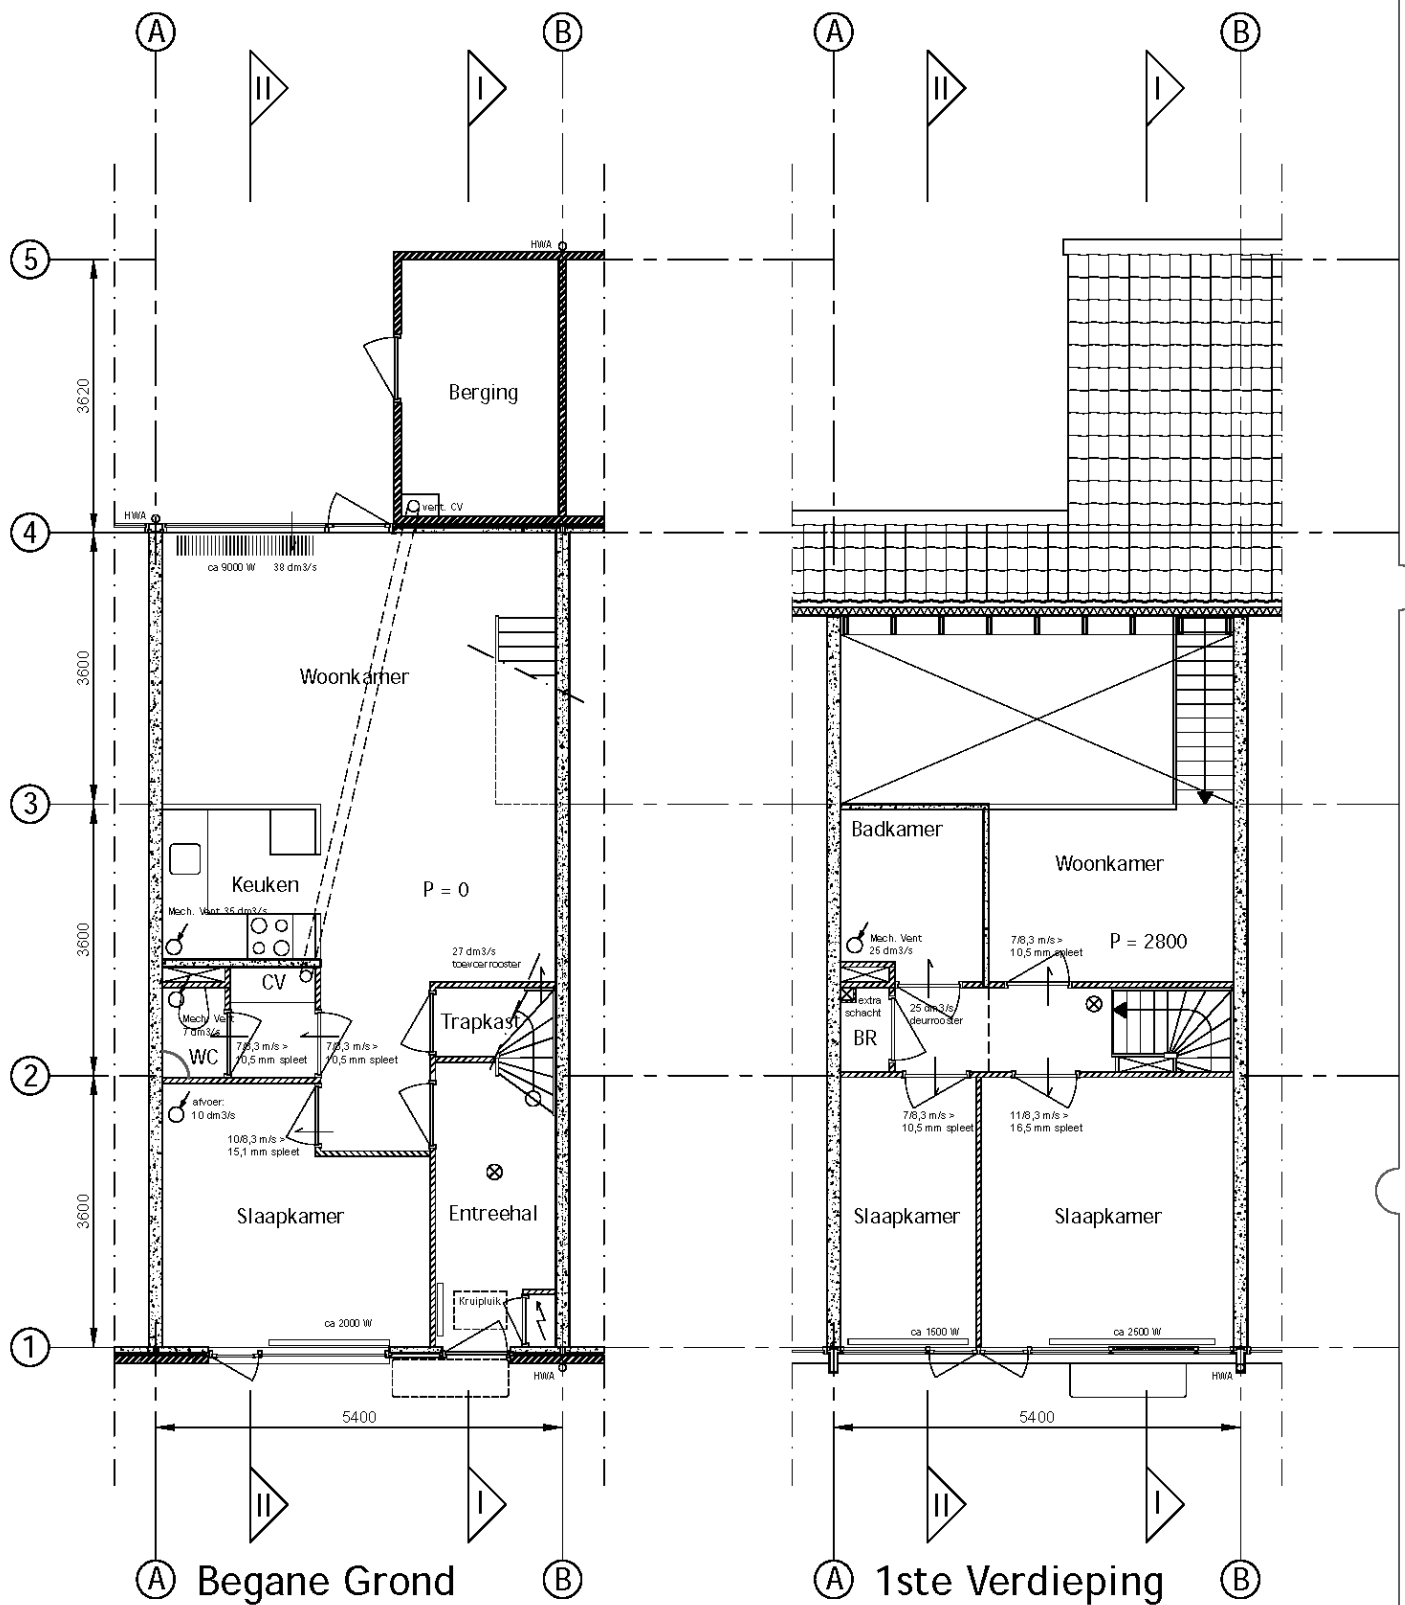 A
B
A
B
II
I
II
I
HWA
5
3620
Berging
HWA
vent. CV
4
ca 9000 W
38 dm3/s
3600
Woonkamer
3
Badkamer
Woonkamer
Keuken
P = 0
Mech. Vent 35 dm3/s
3600
27 dm3/s
toevoerrooster
Mech. Vent
25 dm3/s
7/8,3 m/s >
10,5 mm spleet
P = 2800
CV
Mech. Vent
7 dm3/s
Trapkast
extra
schacht
25 dm3/s
deurrooster
WC
7/8,3 m/s >
10,5 mm spleet
7/8,3 m/s >
10,5 mm spleet
BR
2
afvoer:
10 dm3/s
10/8,3 m/s >
15,1 mm spleet
7/8,3 m/s >
10,5 mm spleet
11/8,3 m/s >
16,5 mm spleet
3600
Slaapkamer
Entreehal
Slaapkamer
Slaapkamer
Kruipluik
ca 2000 W
ca 1500 W
ca 2500 W
1
HWA
HWA
5400
5400
II
I
II
I
A
Begane Grond
B
A
1ste Verdieping
B